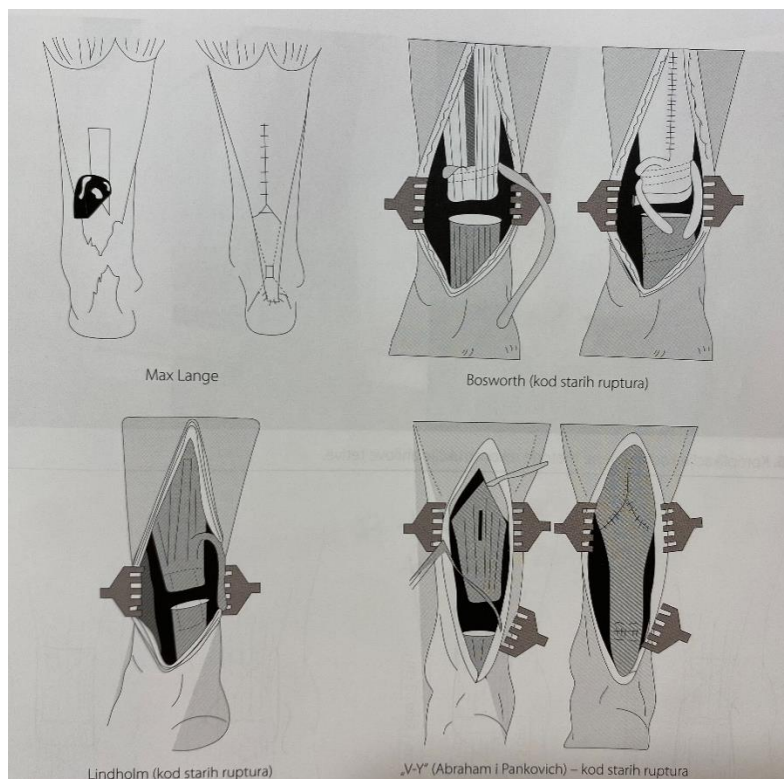 Max Lange
Bosworth (kod starih ruptura)
Lindholm (kod starih ruptura)
„V-Y“ (Abraham i Pankovich) – kod starih ruptura